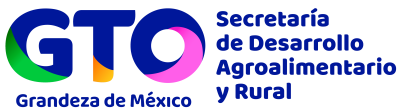 GTO
Grandeza de México
Secretaría
de Desarrollo
Agroalimentario
y Rural